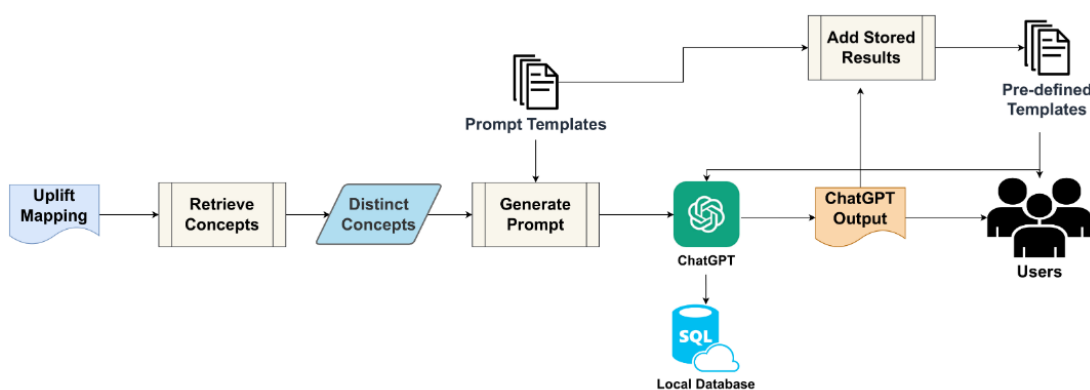 Add Stored
Results
Pre-defined
Templates
Prompt Templates
Uplift
Mapping
Retrieve
Concepts
Distinct
Concepts
Generate
Prompt
ChatGPT
ChatGPT
Output
Users
SQL
Local Database